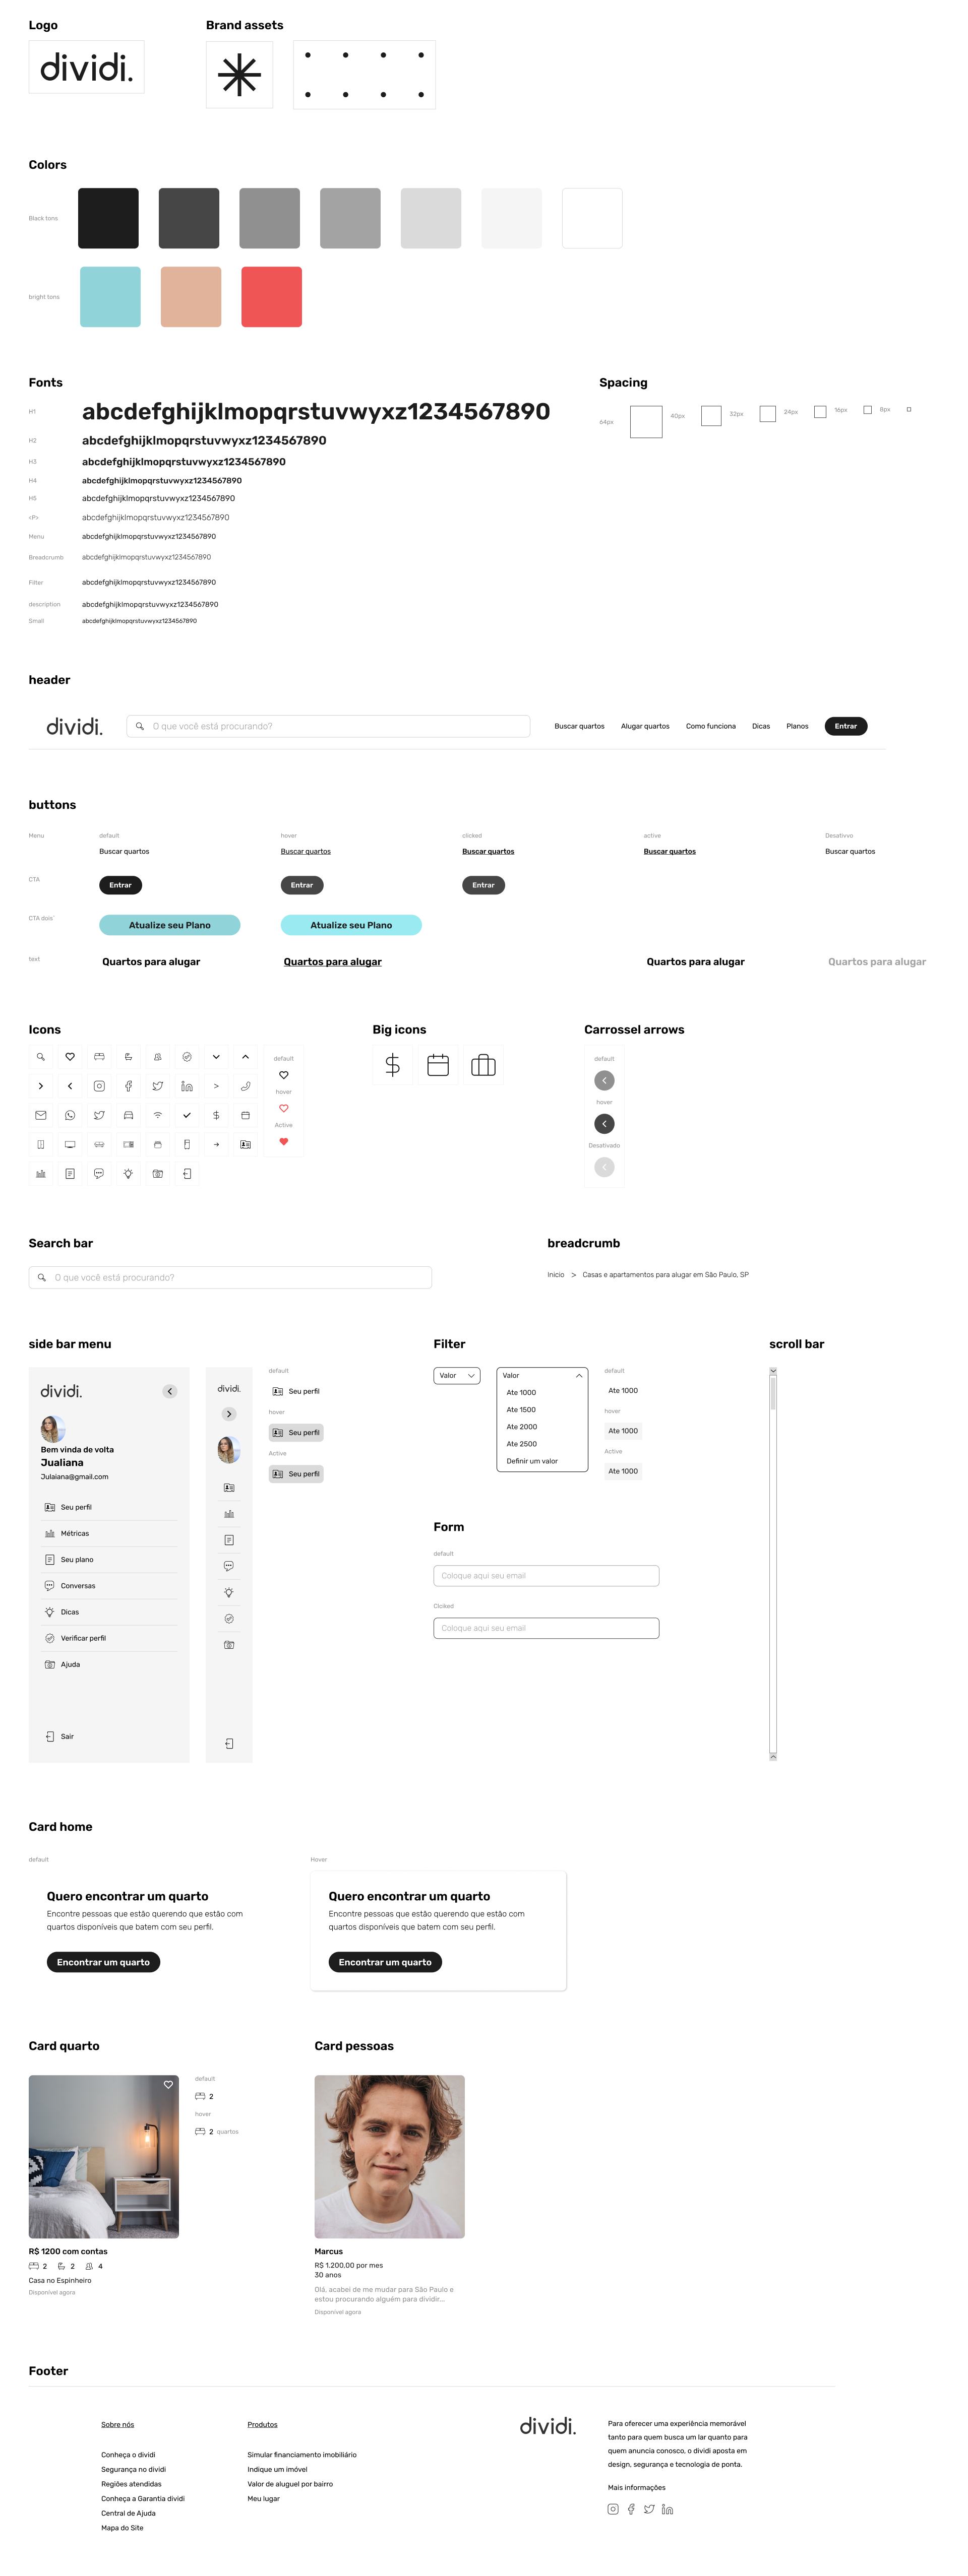 Logo
Brand assets
dividi.
Colors
Black tons
bright tons
Fonts
H1
abcdefghijklmopqrstuvwyxz1234567890
H2
abcdefghijklmopqrstuvwyxz1234567890
H3
abcdefghijklmopqrstuvwyxz1234567890
H4
abcdefghijklmopqrstuvwyxz1234567890
H5
abcdefghijklmopqrstuvwyxz1234567890
<P>
abcdefghijklmopqrstuvwyxz1234567890
Menu
abcdefghijklmopqrstuvwyxz1234567890
Breadcrumb
abcdefghijklmopqrstuvwyxz1234567890
Filter
abcdefghijklmopqrstuvwyxz1234567890
description
abcdefghijklmopqrstuvwyxz1234567890
Small
abcdefghijklmopqrstuvwyxz1234567890
Spacing
64px
40px
32px
24px
16px
8px
header
dividi.
O que você está procurando?
Buscar quartos
Alugar quartos
Como funciona
Dicas
Planos
Entrar
buttons
Menu
default
hover
clicked
active
Desativvo
Buscar quartos
Buscar quartos
Buscar quartos
Buscar quartos
Buscar quartos
CTA
Entrar
Entrar
Entrar
CTA dois´
Atualize seu Plano
Atualize seu Plano
text
Quartos para alugar
Quartos para alugar
Quartos para alugar
Quartos para alugar
Icons
default
hover
Active
Big icons
Carrossel arrows
default
hover
Desativado
Search bar
O que você está procurando?
breadcrumb
Inicio > Casas e apartamentos para alugar em São Paulo, SP
side bar menu
dividi.
Bem vinda de volta
Jualiana
Julaiana@gmail.com
Seu perfil
Métricas
Seu plano
Conversas
Dicas
Verificar perfil
Ajuda
Sair
dividi.
default
Seu perfil
hover
Seu perfil
Active
Seu perfil
Filter
Valor
Valor
Ate 1000
Ate 1500
Ate 2000
Ate 2500
Definir um valor
default
Ate 1000
hover
Ate 1000
Active
Ate 1000
scroll bar
Form
default
Coloque aqui seu email
Clciked
Coloque aqui seu email
Card home
default
Quero encontrar um quarto
Encontre pessoas que estão querendo que estão com
quartos disponíveis que batem com seu perfil.
Encontrar um quarto
Hover
Quero encontrar um quarto
Encontre pessoas que estão querendo que estão com
quartos disponíveis que batem com seu perfil.
Encontrar um quarto
Card quarto
default
2
hover
2 quartos
R$ 1200 com contas
2 2 4
Casa no Espinheiro
Disponível agora
Card pessoas
Marcus
R$ 1.200,00 por mes
30 anos
Olá, acabei de me mudar para São Paulo e
estou procurando alguém para dividir...
Disponível agora
Footer
Sobre nós
Conheça o dividi
Segurança no dividi
Regiões atendidas
Conheça a Garantia dividi
Central de Ajuda
Mapa do Site
Produtos
Simular financiamento imobiliário
Indique um imóvel
Valor de aluguel por bairro
Meu lugar
dividi.
Para oferecer uma experiência memorável
tanto para quem busca um lar quanto para
quem anuncia conosco, o dividi aposta em
design, segurança e tecnologia de ponta.
Mais informações